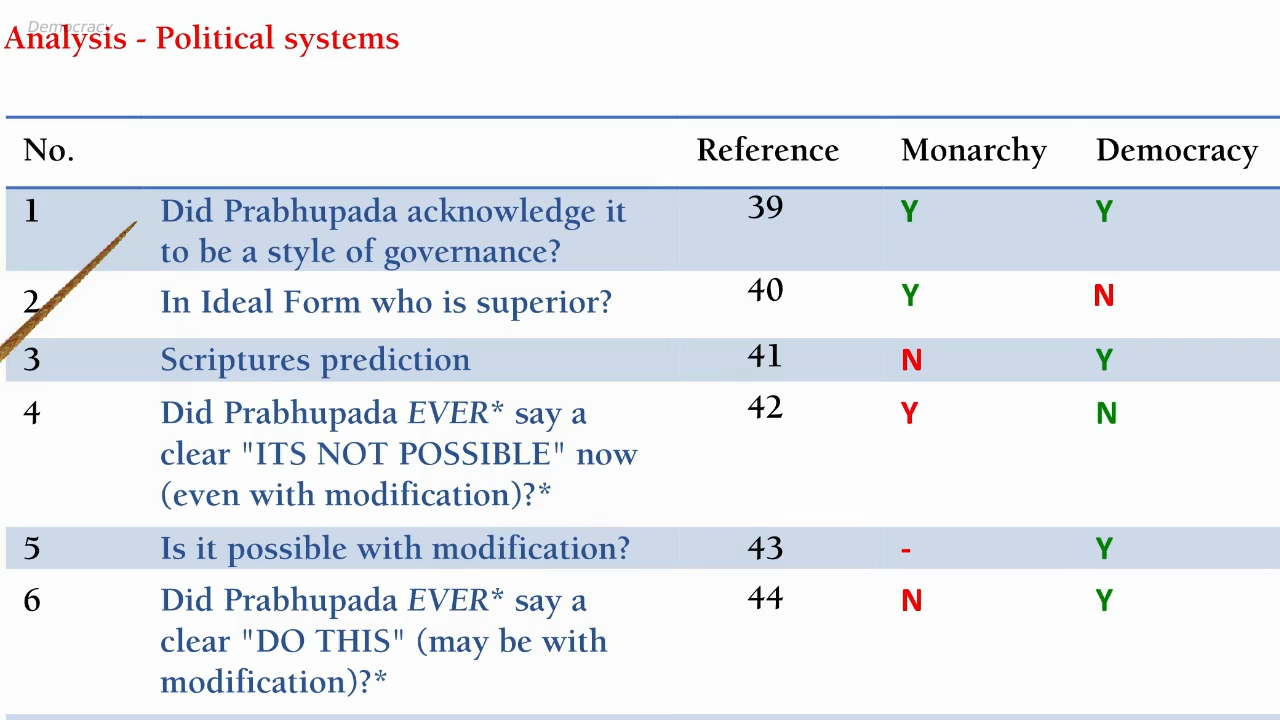 Democracy
Analysis - Political systems
No. Reference Monarchy Democracy
1 Did Prabhupada acknowledge it 39 Y Y
to be a style of governance?
2 In Ideal Form who is superior? 40 Y N
3 Scriptures prediction 41 N Y
4 Did Prabhupada EVER* say a 42 Y N
clear "ITS NOT POSSIBLE" now
(even with modification)?*
5 Is it possible with modification? 43 - Y
6 Did Prabhupada EVER* say a 44 N Y
clear "DO THIS" (may be with
modification)?*